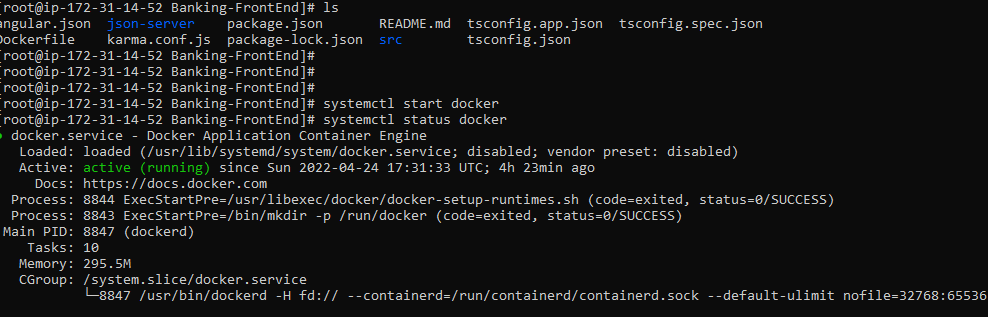 [root@ip-172-31-14-52 Banking-FrontEnd]# ls
angular.json  json-server    package.json       README.md  tsconfig.app.json  tsconfig.spec.json
Dockerfile    karma.conf.js  package-lock.json  src        tsconfig.json
[root@ip-172-31-14-52 Banking-FrontEnd]#
[root@ip-172-31-14-52 Banking-FrontEnd]#
[root@ip-172-31-14-52 Banking-FrontEnd]#
[root@ip-172-31-14-52 Banking-FrontEnd]# systemctl start docker
[root@ip-172-31-14-52 Banking-FrontEnd]# systemctl status docker
● docker.service - Docker Application Container Engine
   Loaded: loaded (/usr/lib/systemd/system/docker.service; disabled; vendor preset: disabled)
   Active: active (running) since Sun 2022-04-24 17:31:33 UTC; 4h 23min ago
     Docs: https://docs.docker.com
  Process: 8844 ExecStartPre=/usr/libexec/docker/docker-setup-runtimes.sh (code=exited, status=0/SUCCESS)
  Process: 8843 ExecStartPre=/bin/mkdir -p /run/docker (code=exited, status=0/SUCCESS)
 Main PID: 8847 (dockerd)
    Tasks: 10
   Memory: 295.5M
   CGroup: /system.slice/docker.service
           └─8847 /usr/bin/dockerd -H fd:// --containerd=/run/containerd/containerd.sock --default-ulimit nofile=32768:65536